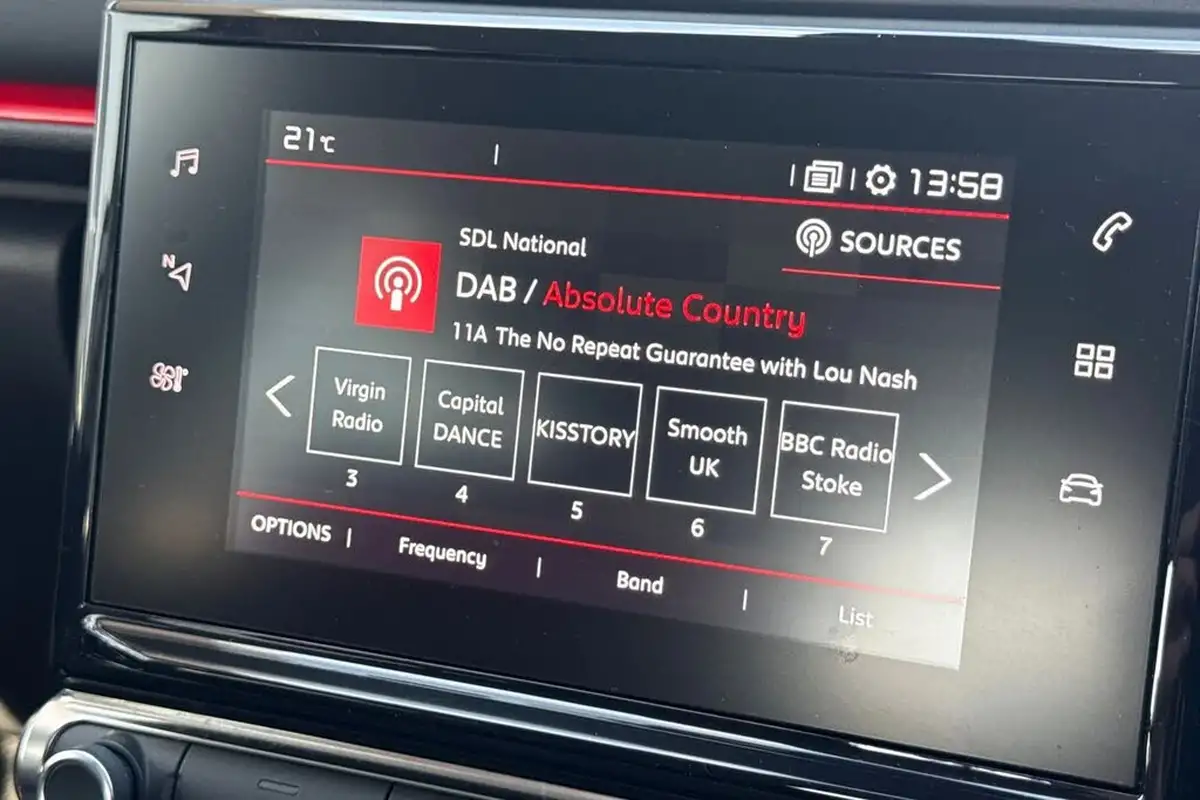 21°C
13:58
SOURCES
SDL National
DAB / Absolute Country
11A The No Repeat Guarantee with Lou Nash
Virgin
Radio
Capital
DANCE
KISSTORY
Smooth
UK
BBC Radio
Stoke
3
4
5
6
7
OPTIONS
Frequency
Band
List
N